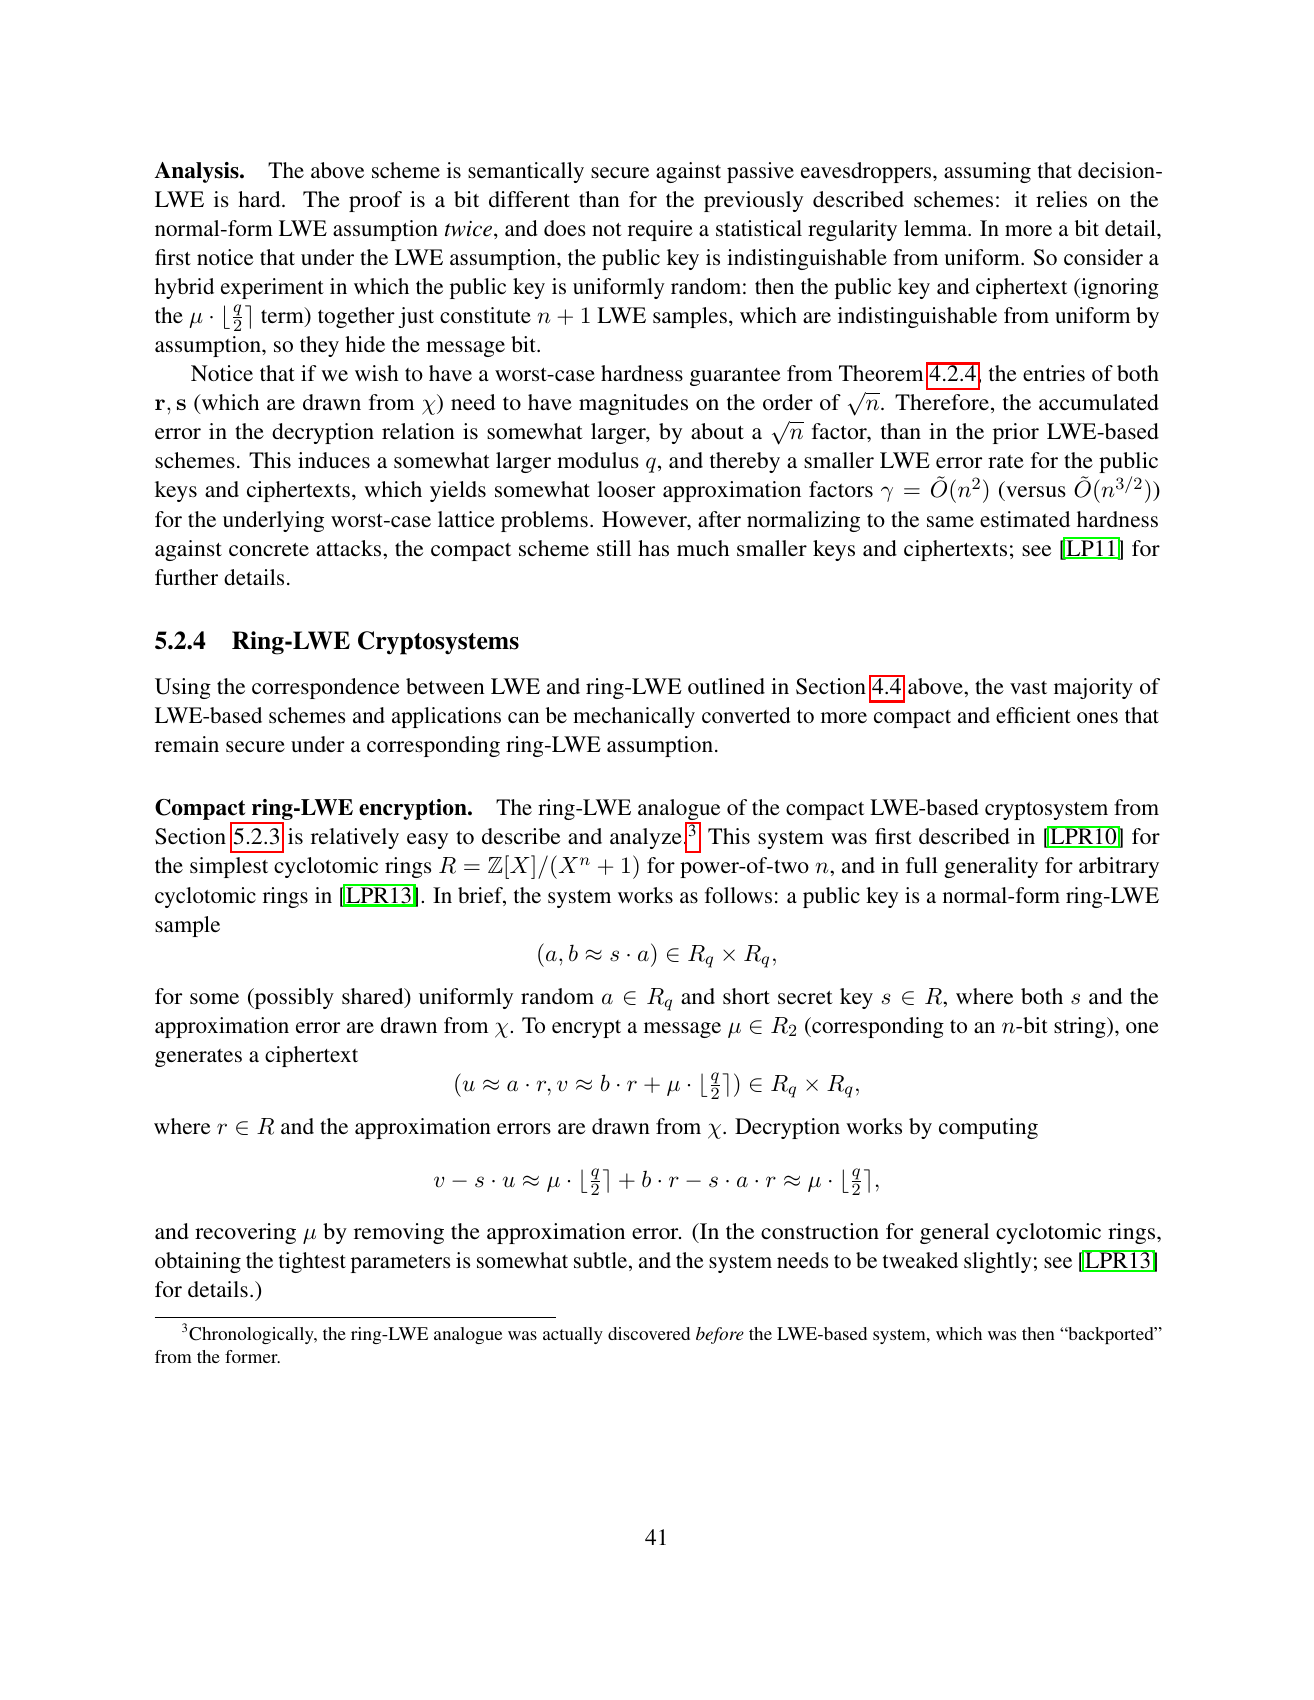 Analysis. The above scheme is semantically secure against passive eavesdroppers, assuming that decision-
LWE is hard. The proof is a bit different than for the previously described schemes: it relies on the
normal-form LWE assumption twice, and does not require a statistical regularity lemma. In more a bit detail,
first notice that under the LWE assumption, the public key is indistinguishable from uniform. So consider a
hybrid experiment in which the public key is uniformly random: then the public key and ciphertext (ignoring
the μ · ⌊q/2⌉ term) together just constitute n + 1 LWE samples, which are indistinguishable from uniform by
assumption, so they hide the message bit.
Notice that if we wish to have a worst-case hardness guarantee from Theorem 4.2.4, the entries of both
r, s (which are drawn from χ) need to have magnitudes on the order of √n. Therefore, the accumulated
error in the decryption relation is somewhat larger, by about a √n factor, than in the prior LWE-based
schemes. This induces a somewhat larger modulus q, and thereby a smaller LWE error rate for the public
keys and ciphertexts, which yields somewhat looser approximation factors γ = Õ(n²) (versus Õ(n^{3/2}))
for the underlying worst-case lattice problems. However, after normalizing to the same estimated hardness
against concrete attacks, the compact scheme still has much smaller keys and ciphertexts; see [LP11] for
further details.
5.2.4 Ring-LWE Cryptosystems
Using the correspondence between LWE and ring-LWE outlined in Section 4.4 above, the vast majority of
LWE-based schemes and applications can be mechanically converted to more compact and efficient ones that
remain secure under a corresponding ring-LWE assumption.
Compact ring-LWE encryption. The ring-LWE analogue of the compact LWE-based cryptosystem from
Section 5.2.3 is relatively easy to describe and analyze.³ This system was first described in [LPR10] for
the simplest cyclotomic rings R = ℤ[X]/(Xⁿ + 1) for power-of-two n, and in full generality for arbitrary
cyclotomic rings in [LPR13]. In brief, the system works as follows: a public key is a normal-form ring-LWE
sample
(a, b ≈ s · a) ∈ R_q × R_q,
for some (possibly shared) uniformly random a ∈ R_q and short secret key s ∈ R, where both s and the
approximation error are drawn from χ. To encrypt a message μ ∈ R₂ (corresponding to an n-bit string), one
generates a ciphertext
(u ≈ a · r, v ≈ b · r + μ · ⌊q/2⌉) ∈ R_q × R_q,
where r ∈ R and the approximation errors are drawn from χ. Decryption works by computing
v − s · u ≈ μ · ⌊q/2⌉ + b · r − s · a · r ≈ μ · ⌊q/2⌉,
and recovering μ by removing the approximation error. (In the construction for general cyclotomic rings,
obtaining the tightest parameters is somewhat subtle, and the system needs to be tweaked slightly; see [LPR13]
for details.)
³Chronologically, the ring-LWE analogue was actually discovered before the LWE-based system, which was then “backported”
from the former.
41